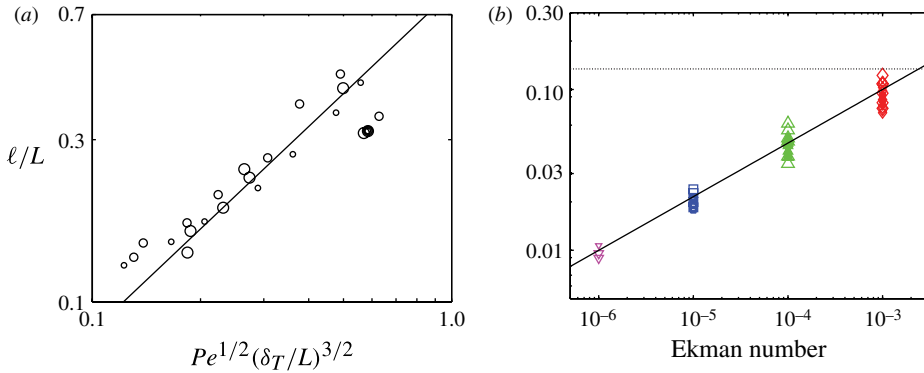 (a)
0.7
0.3
0.1
ℓ/L
0.1
1.0
Pe^{1/2}(δ_T/L)^{3/2}
(b)
0.30
0.10
0.03
0.01
10^{–6}
10^{–5}
10^{–4}
10^{–3}
Ekman number